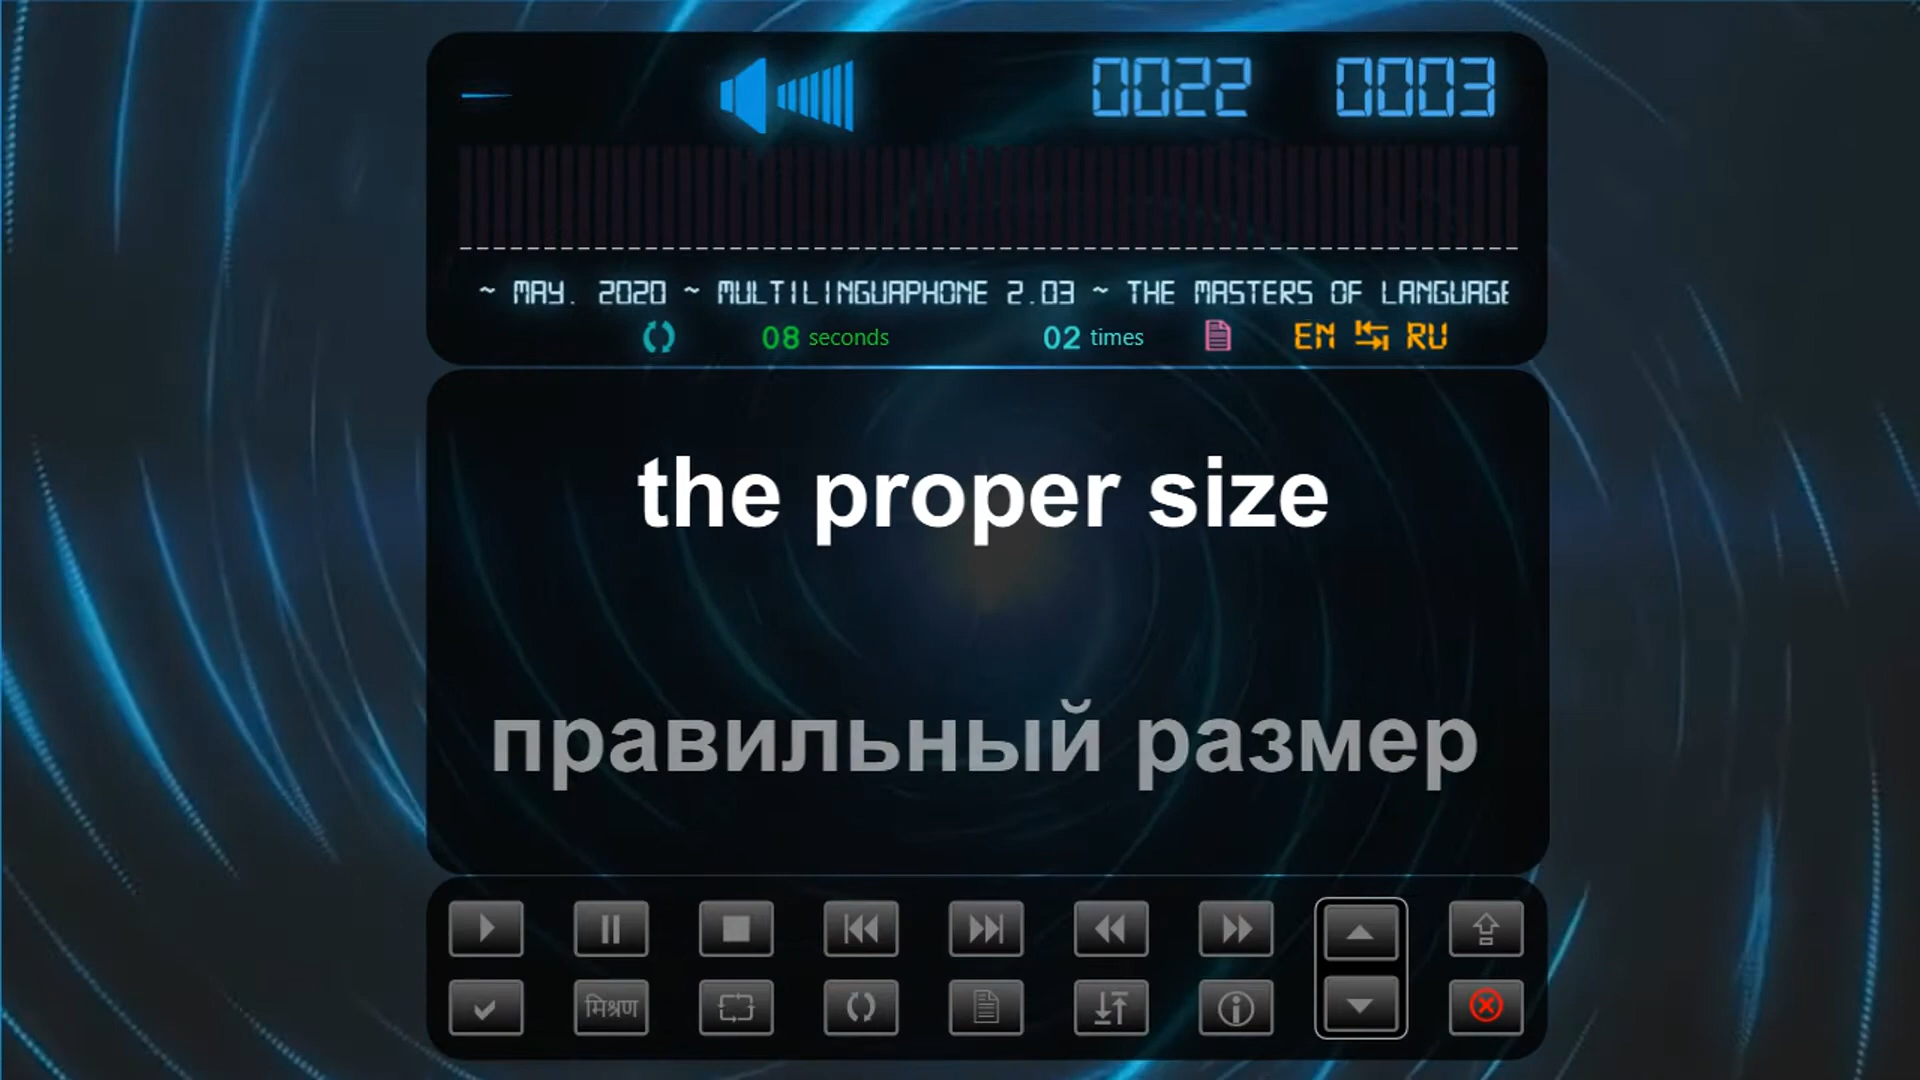 0022 0003
~ MAY. 2020 ~ MULTILINGUAPHONE 2.03 ~ THE MASTERS OF LANGUAGE
08 seconds 02 times EN RU
the proper size
правильный размер
मिश्रण